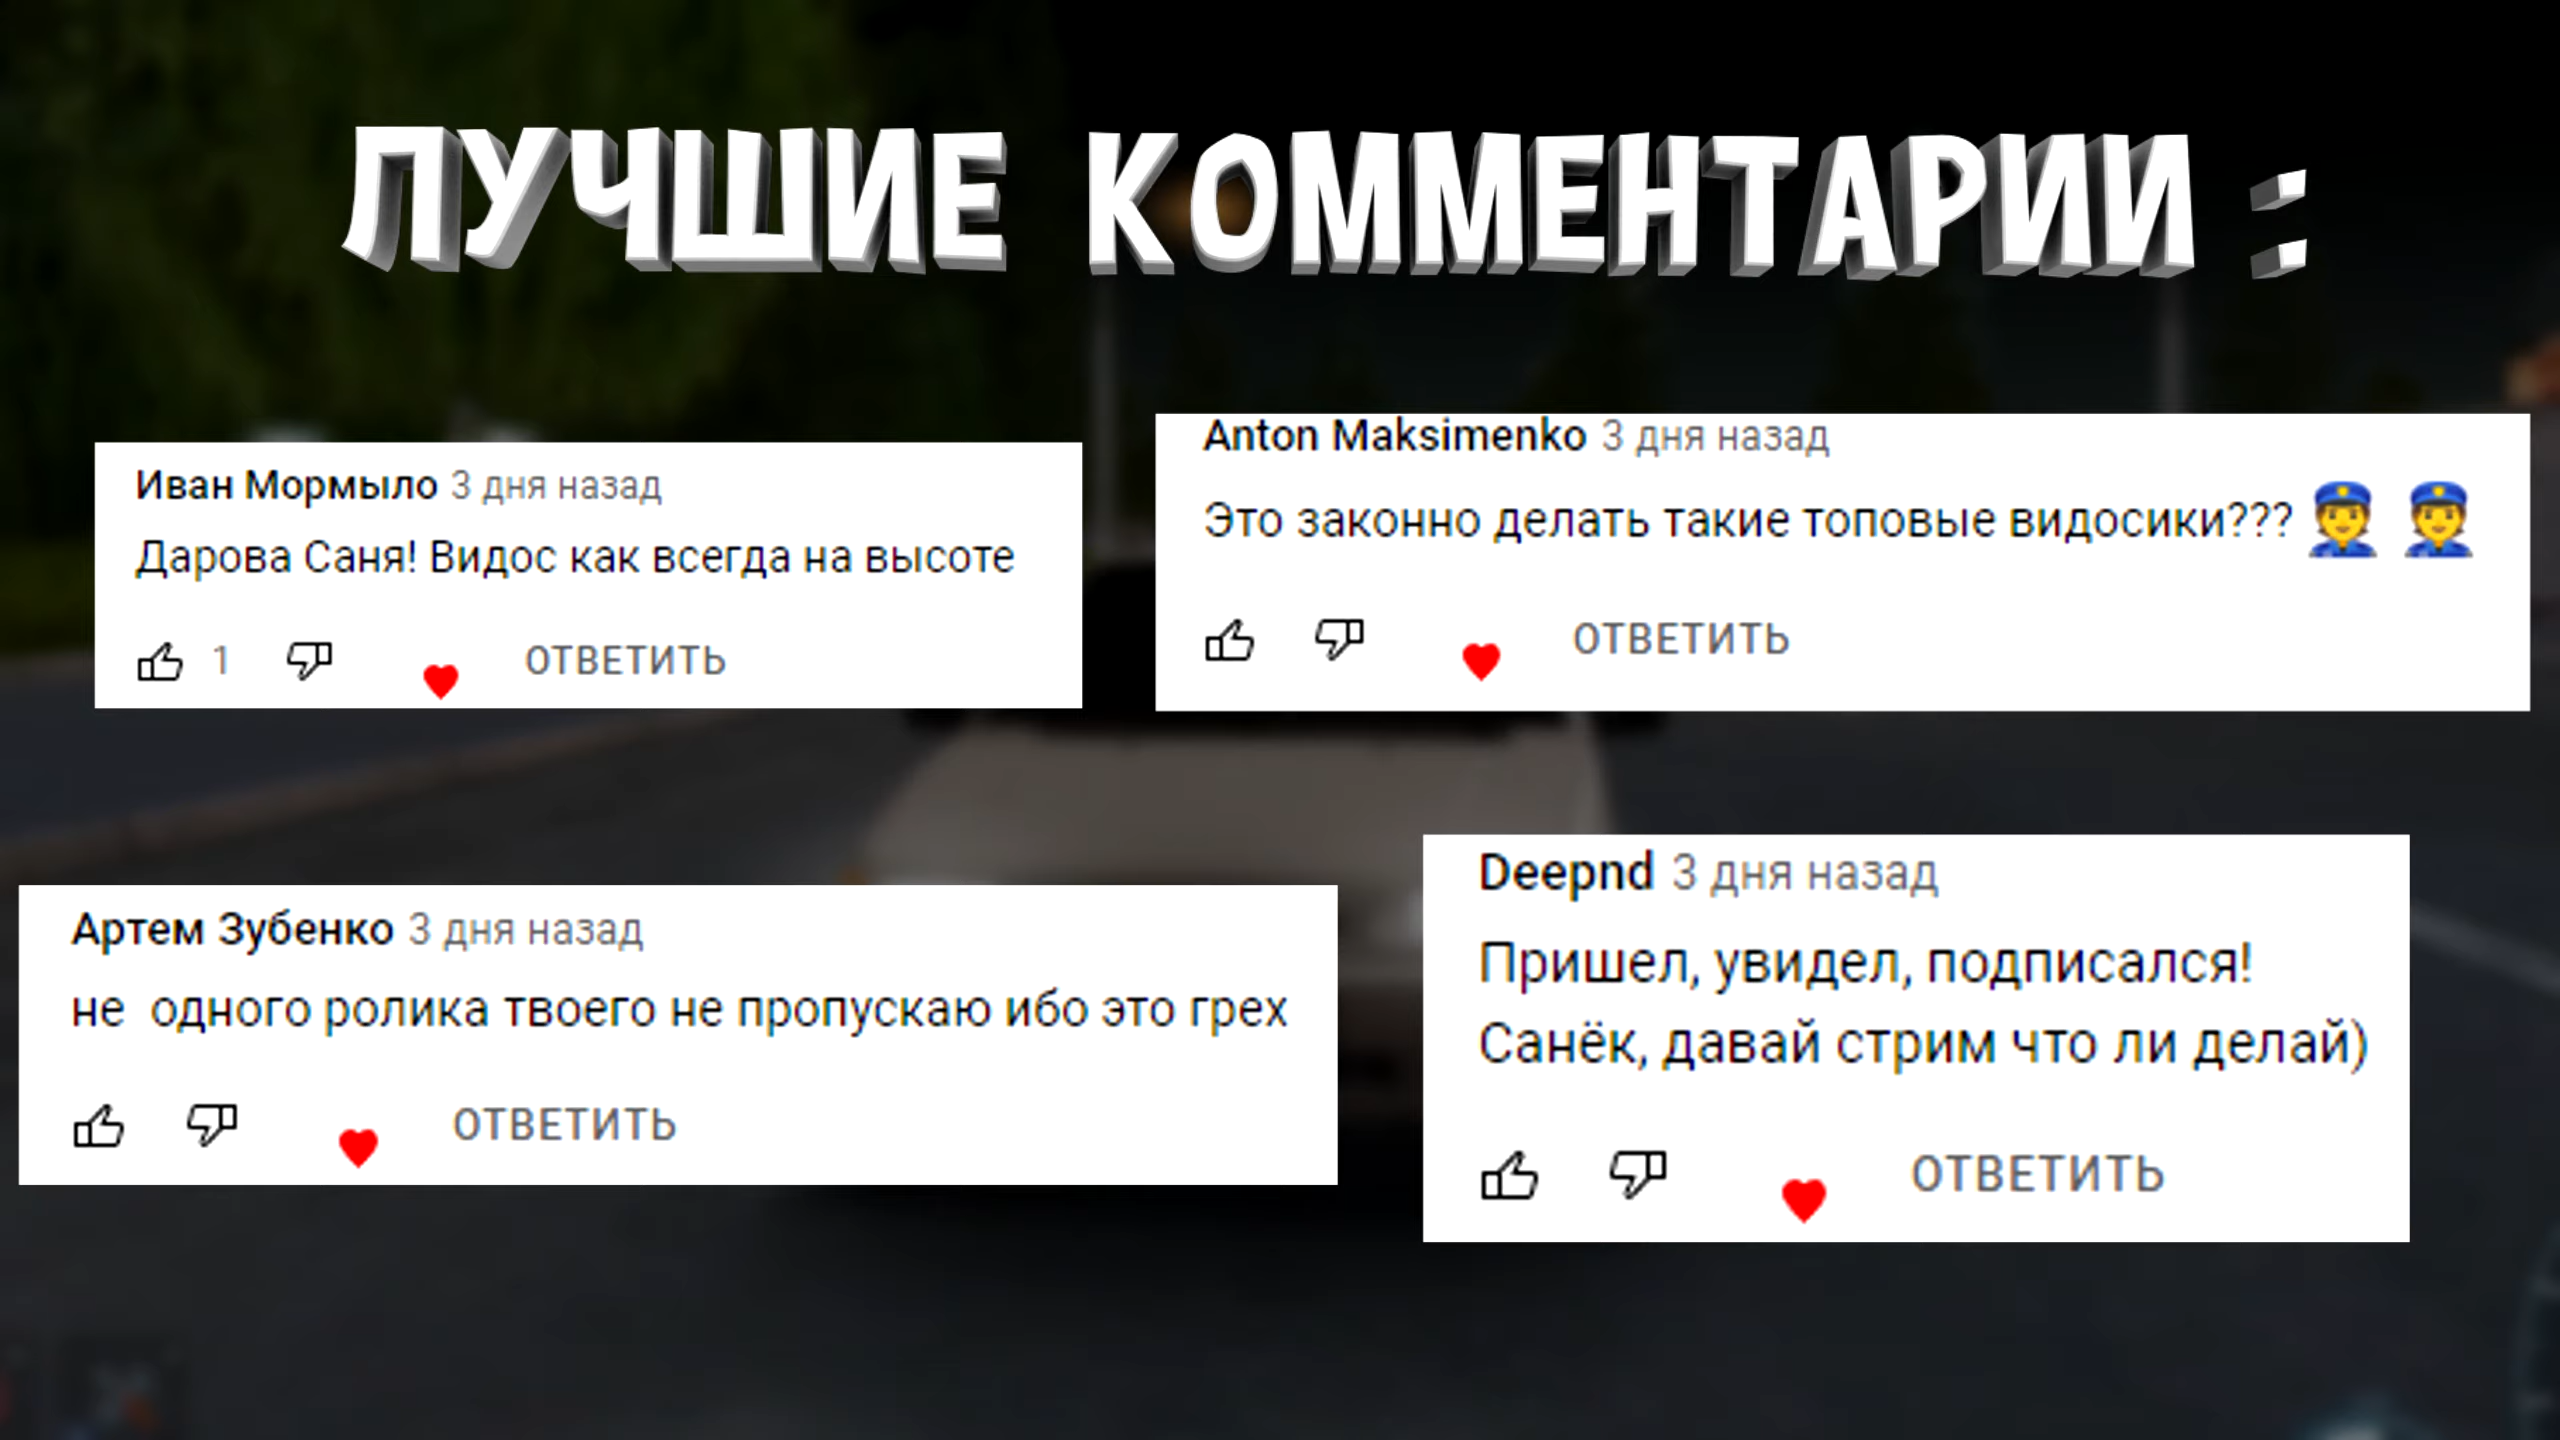 ЛУЧШИЕ КОММЕНТАРИИ :
Иван Мормыло 3 дня назад
Дарова Саня! Видос как всегда на высоте
1 ОТВЕТИТЬ
Anton Maksimenko 3 дня назад
Это законно делать такие топовые видосики??? 👮 👮
ОТВЕТИТЬ
Артем Зубенко 3 дня назад
не одного ролика твоего не пропускаю ибо это грех
ОТВЕТИТЬ
Deepnd 3 дня назад
Пришел, увидел, подписался!
Санёк, давай стрим что ли делай)
ОТВЕТИТЬ